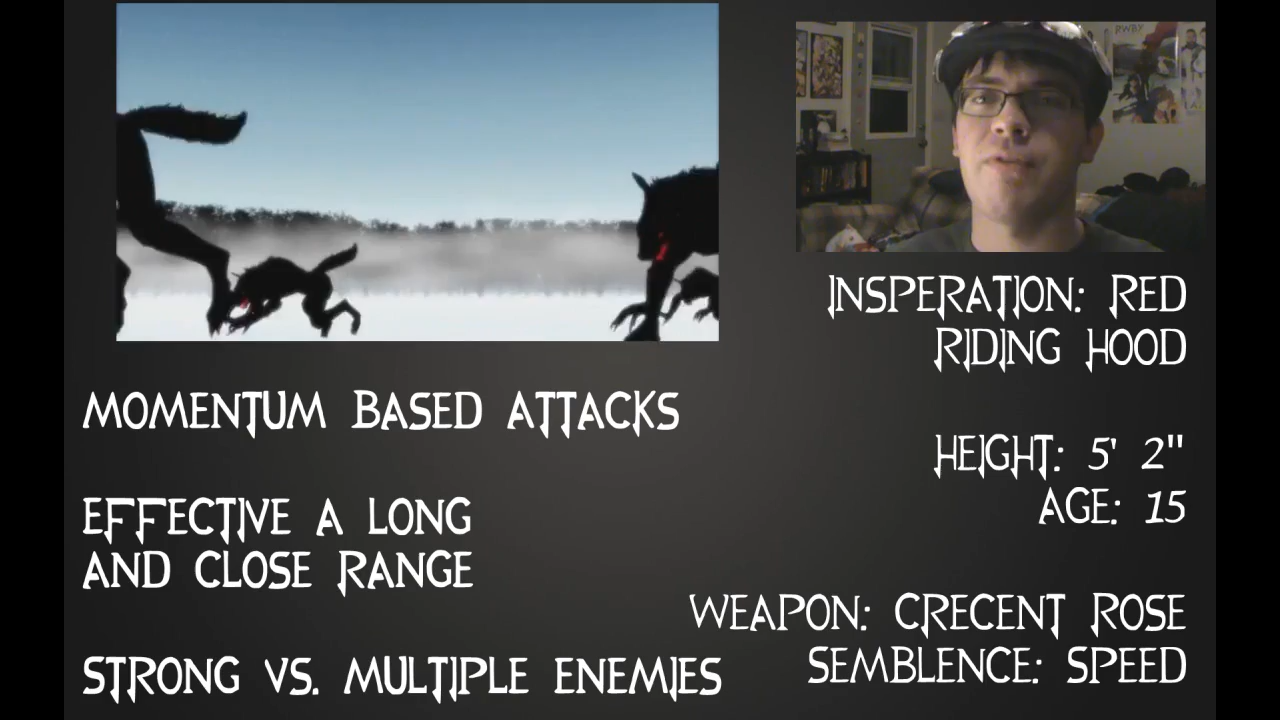 RWBY
INSPERATION: RED
RIDING HOOD
MOMENTUM BASED ATTACKS
HEIGHT: 5' 2"
AGE: 15
EFFECTIVE A LONG
AND CLOSE RANGE
WEAPON: CRECENT ROSE
SEMBLENCE: SPEED
STRONG VS. MULTIPLE ENEMIES